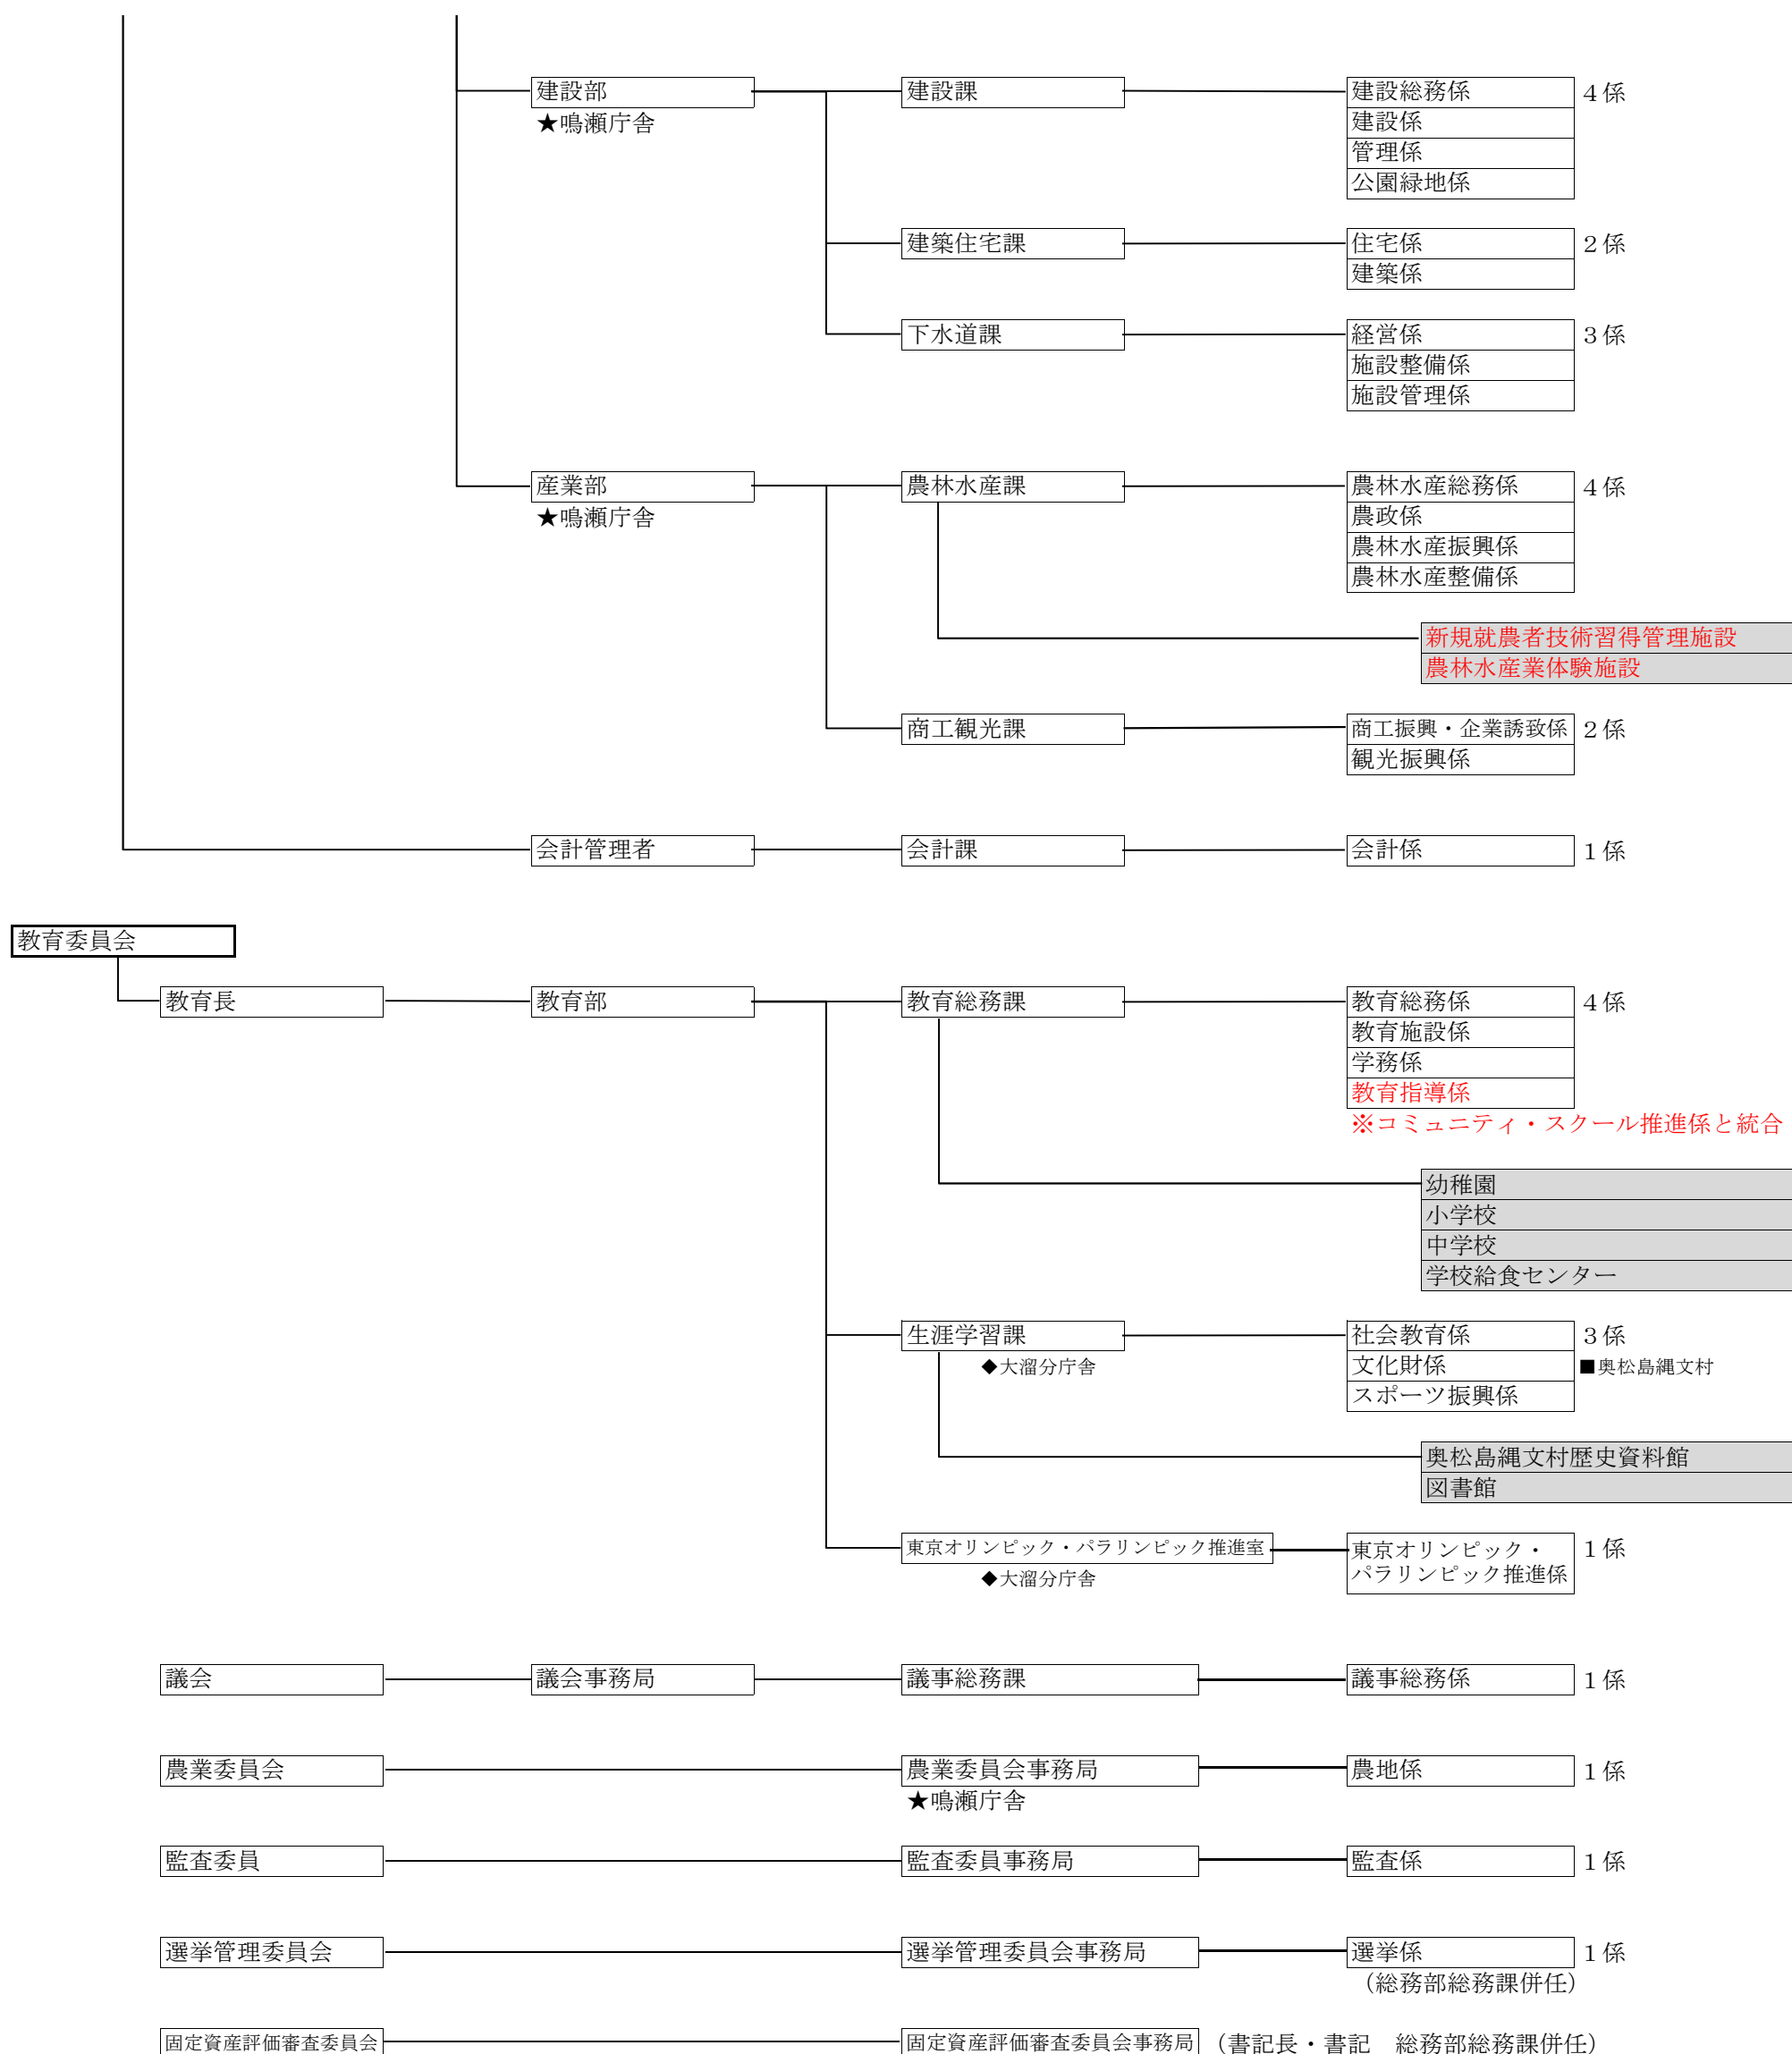 建設部
★鳴瀬庁舎
建設課
建設総務係
４係
建設係
管理係
公園緑地係
建築住宅課
住宅係
２係
建築係
下水道課
経営係
３係
施設整備係
施設管理係
産業部
★鳴瀬庁舎
農林水産課
農林水産総務係
４係
農政係
農林水産振興係
農林水産整備係
新規就農者技術習得管理施設
農林水産業体験施設
商工観光課
商工振興・企業誘致係
２係
観光振興係
会計管理者
会計課
会計係
１係
教育委員会
教育長
教育部
教育総務課
教育総務係
４係
教育施設係
学務係
教育指導係
※コミュニティ・スクール推進係と統合
幼稚園
小学校
中学校
学校給食センター
生涯学習課
◆大溜分庁舎
社会教育係
３係
文化財係
■奥松島縄文村
スポーツ振興係
奥松島縄文村歴史資料館
図書館
東京オリンピック・パラリンピック推進室
◆大溜分庁舎
東京オリンピック・
パラリンピック推進係
１係
議会
議会事務局
議事総務課
議事総務係
１係
農業委員会
農業委員会事務局
★鳴瀬庁舎
農地係
１係
監査委員
監査委員事務局
監査係
１係
選挙管理委員会
選挙管理委員会事務局
選挙係
１係
（総務部総務課併任）
固定資産評価審査委員会
固定資産評価審査委員会事務局
（書記長・書記　総務部総務課併任）